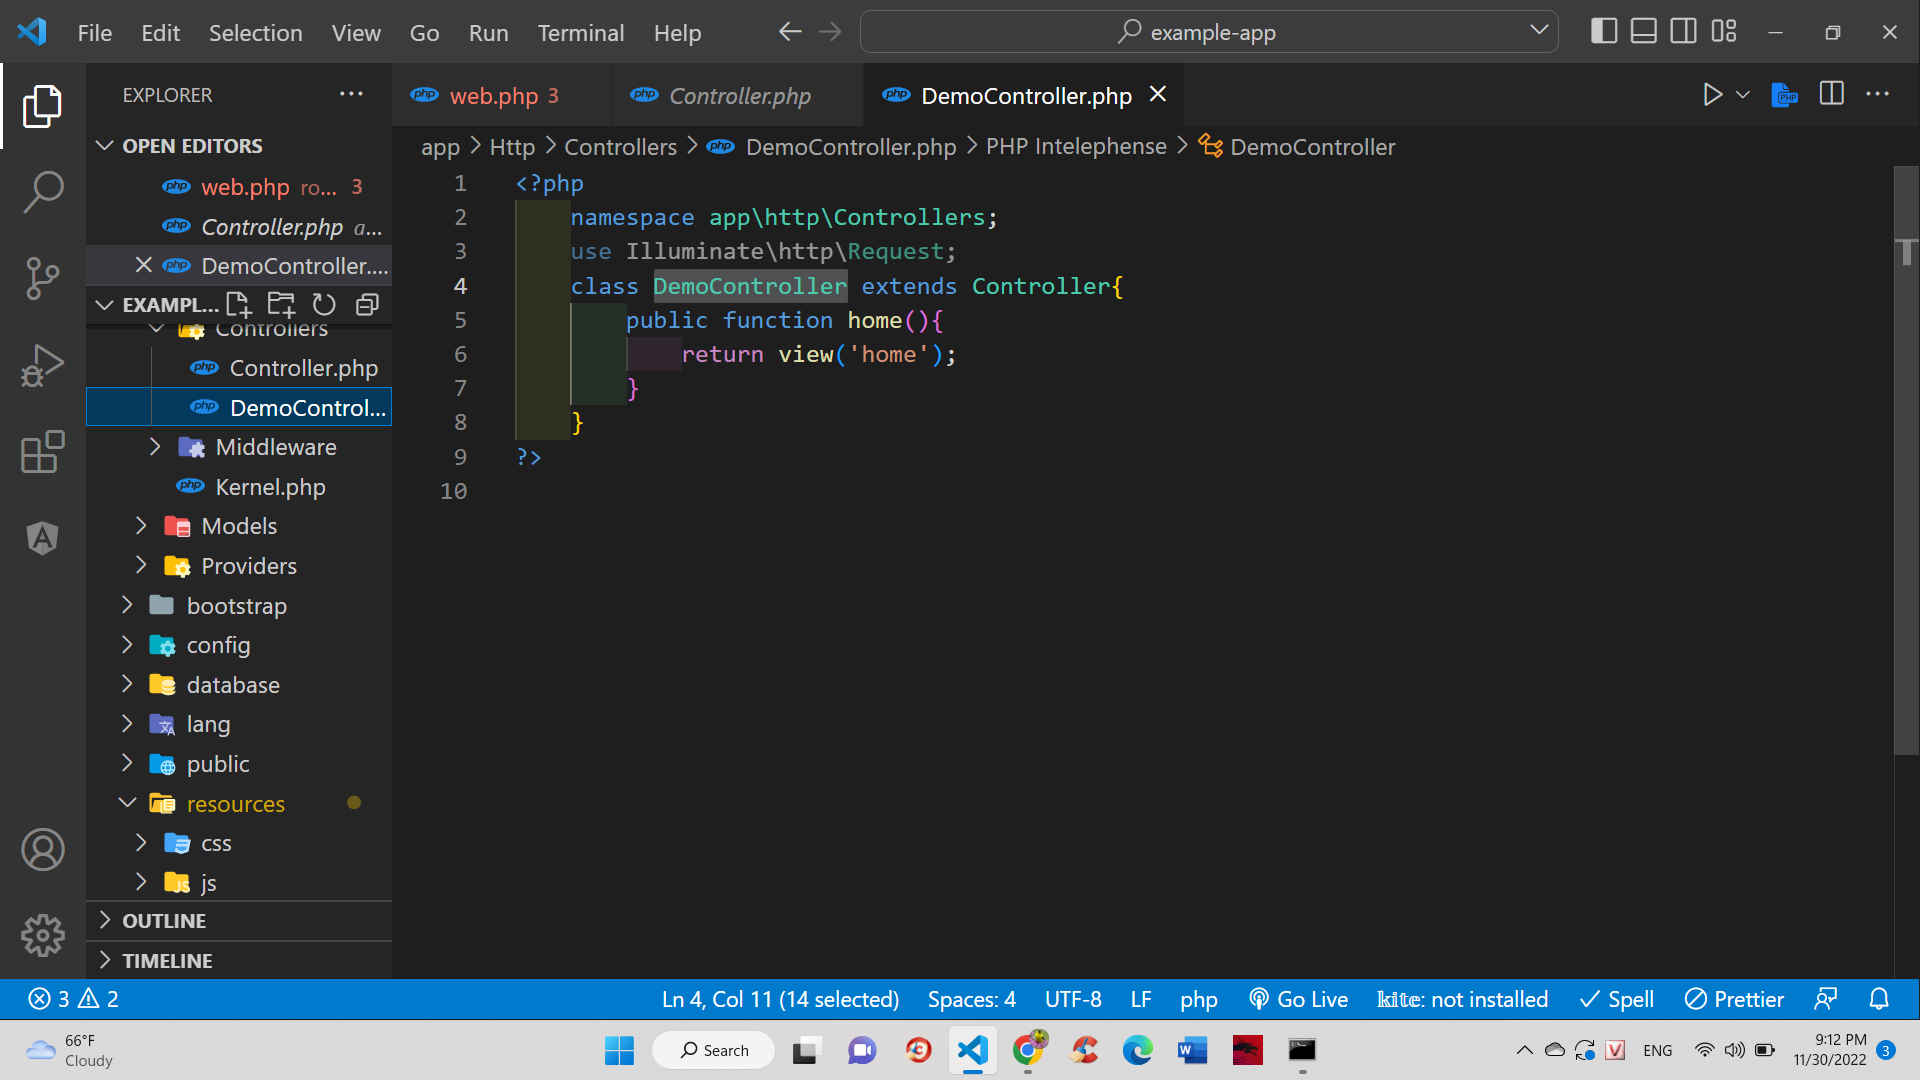 File Edit Selection View Go Run Terminal Help
example-app
EXPLORER
web.php 3
Controller.php
DemoController.php
OPEN EDITORS
web.php ro... 3
Controller.php a...
DemoController....
EXAMPL...
Controllers
Controller.php
DemoControl...
Middleware
Kernel.php
Models
Providers
bootstrap
config
database
lang
public
resources
css
js
OUTLINE
TIMELINE
app > Http > Controllers > DemoController.php > PHP Intelephense > DemoController
1 <?php
2 namespace app\http\Controllers;
3 use Illuminate\http\Request;
4 class DemoController extends Controller{
5 public function home(){
6 return view('home');
7 }
8 }
9 ?>
10
3 2
Ln 4, Col 11 (14 selected) Spaces: 4 UTF-8 LF php Go Live kite: not installed Spell Prettier
66°F
Cloudy
Search
ENG
9:12 PM
11/30/2022
3